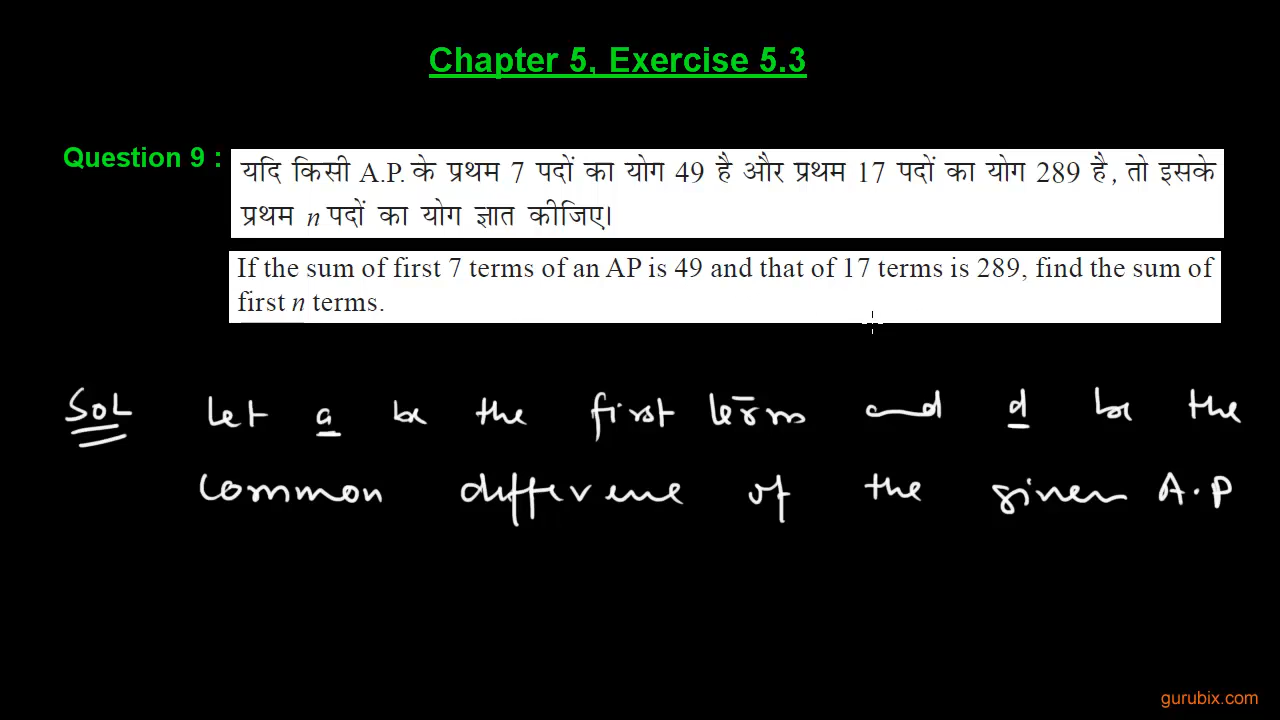 Chapter 5, Exercise 5.3
Question 9 :
यदि किसी A.P. के प्रथम 7 पदों का योग 49 है और प्रथम 17 पदों का योग 289 है, तो इसके
प्रथम n पदों का योग ज्ञात कीजिए।
If the sum of first 7 terms of an AP is 49 and that of 17 terms is 289, find the sum of
first n terms.
Sol Let a be the first term and d be the
common difference of the given A.P
gurubix.com